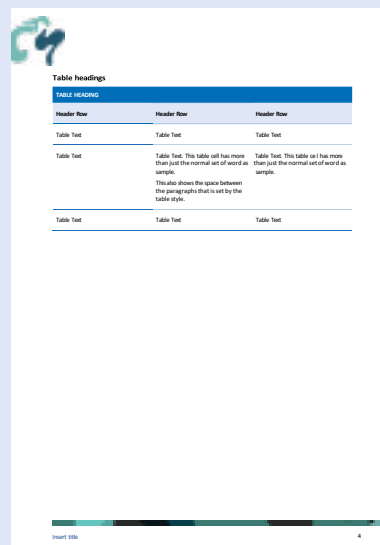 Table headings
TABLE HEADING
Header Row Header Row Header Row
Table Text Table Text Table Text
Table Text Table Text. This table cell has more Table Text. This table cell has more
than just the normal set of word as than just the normal set of word as
sample. sample.
This also shows the space between
the paragraphs that is set by the
table style.
Table Text Table Text Table Text
Insert title 4